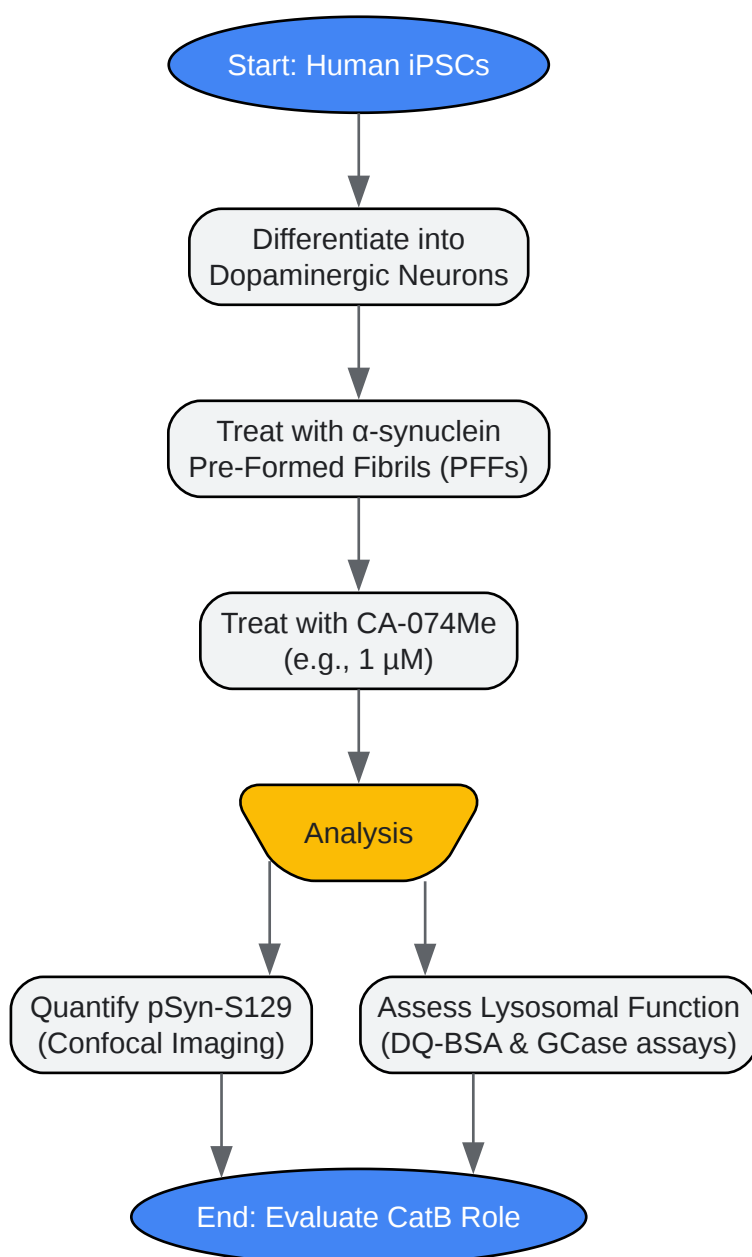 Start: Human iPSCs
Differentiate into
Dopaminergic Neurons
Treat with α-synuclein
Pre-Formed Fibrils (PFFs)
Treat with CA-074Me
(e.g., 1 µM)
Analysis
Quantify pSyn-S129
(Confocal Imaging)
Assess Lysosomal Function
(DQ-BSA & GCase assays)
End: Evaluate CatB Role